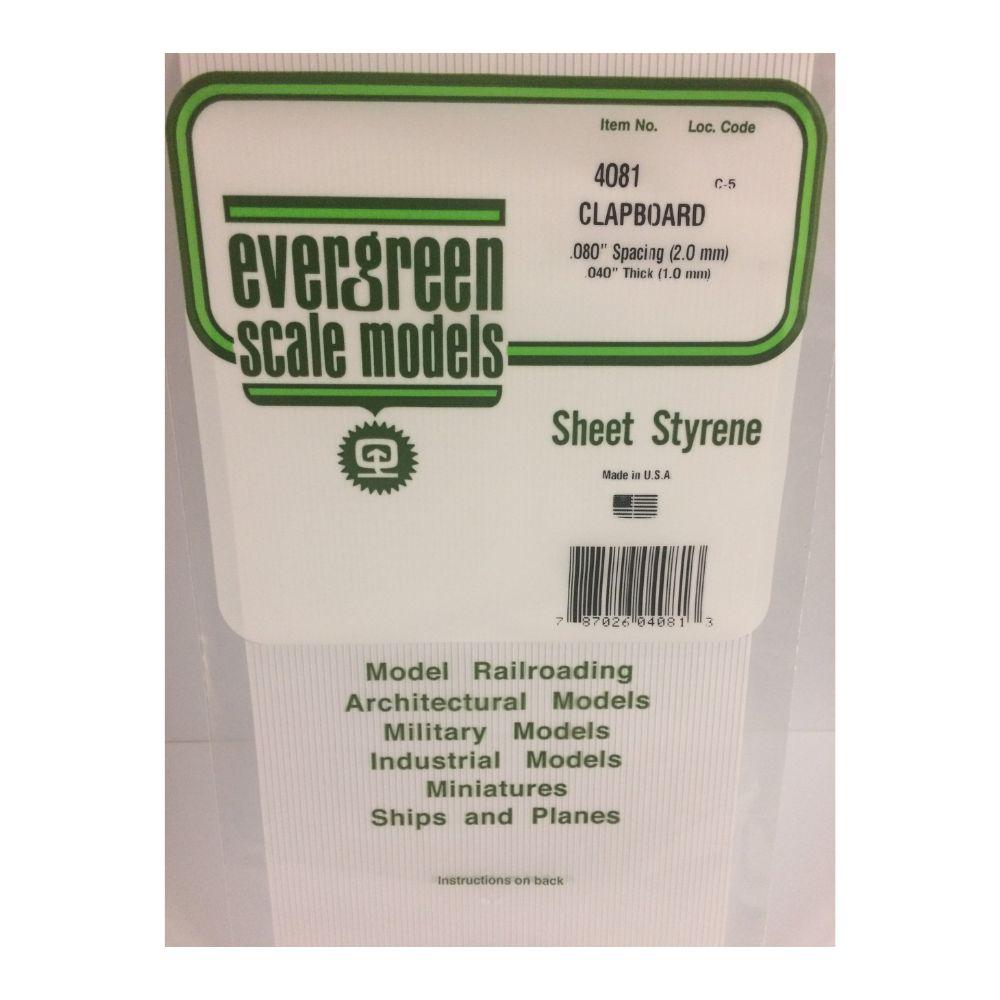 Item No. Loc. Code
4081 C-5
CLAPBOARD
.080" Spacing (2.0 mm)
.040" Thick (1.0 mm)
evergreen
scale models
Sheet Styrene
Made in U.S.A
7 87026 04081 3
Model Railroading
Architectural Models
Military Models
Industrial Models
Miniatures
Ships and Planes
Instructions on back